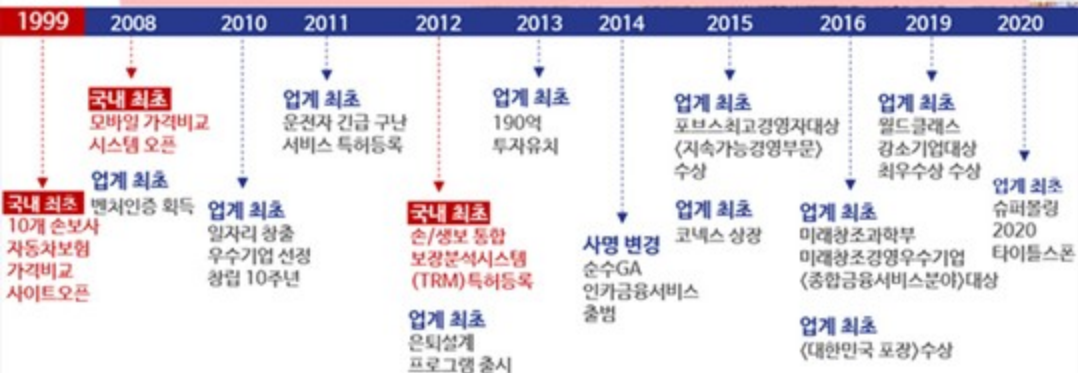 1999 2008 2010 2011 2012 2013 2014 2015 2016 2019 2020
국내 최초
10개 손보사
자동차보험
가격비교
사이트오픈
국내 최초
모바일 가격비교
시스템 오픈
업계 최초
벤처인증 획득
업계 최초
일자리 창출
우수기업 선정
창립 10주년
업계 최초
운전자 긴급 구난
서비스 특허등록
국내 최초
손/생보 통합
보장분석시스템
(TRM)특허등록
업계 최초
은퇴설계
프로그램 출시
업계 최초
190억
투자유치
사명 변경
순수GA
인카금융서비스
출범
업계 최초
포브스최고경영자대상
<지속가능경영부문>
수상
업계 최초
코넥스 상장
업계 최초
미래창조과학부
미래창조경영우수기업
<종합금융서비스분야>대상
업계 최초
<대한민국 포장>수상
업계 최초
월드클래스
강소기업대상
최우수상 수상
업계 최초
슈퍼볼링
2020
타이틀스폰